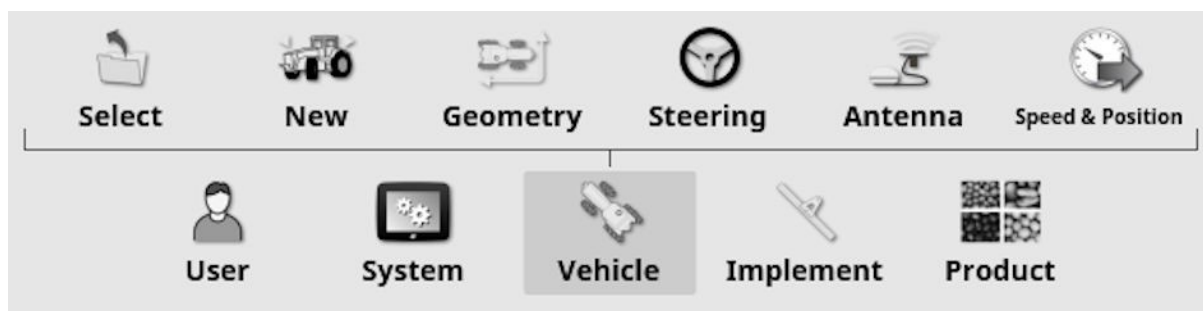 Select New Geometry Steering Antenna Speed & Position
User System Vehicle Implement Product